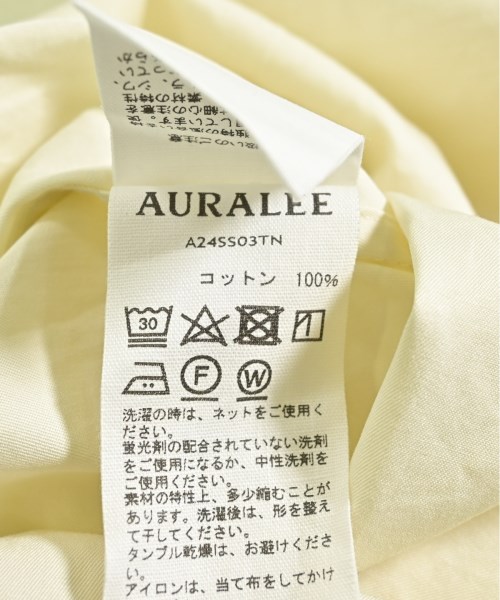 AURALEE
A24SS03TN
コットン 100%
30
F
W
洗濯の時は、ネットをご使用く
ださい。
蛍光剤の配合されていない洗剤
をご使用になるか、中性洗剤を
ご使用ください。
素材の特性上、多少縮むことが
あります。洗濯後は、形を整え
て干してください。
タンブル乾燥は、お避けくださ
い。
アイロンは、当て布をしてかけ